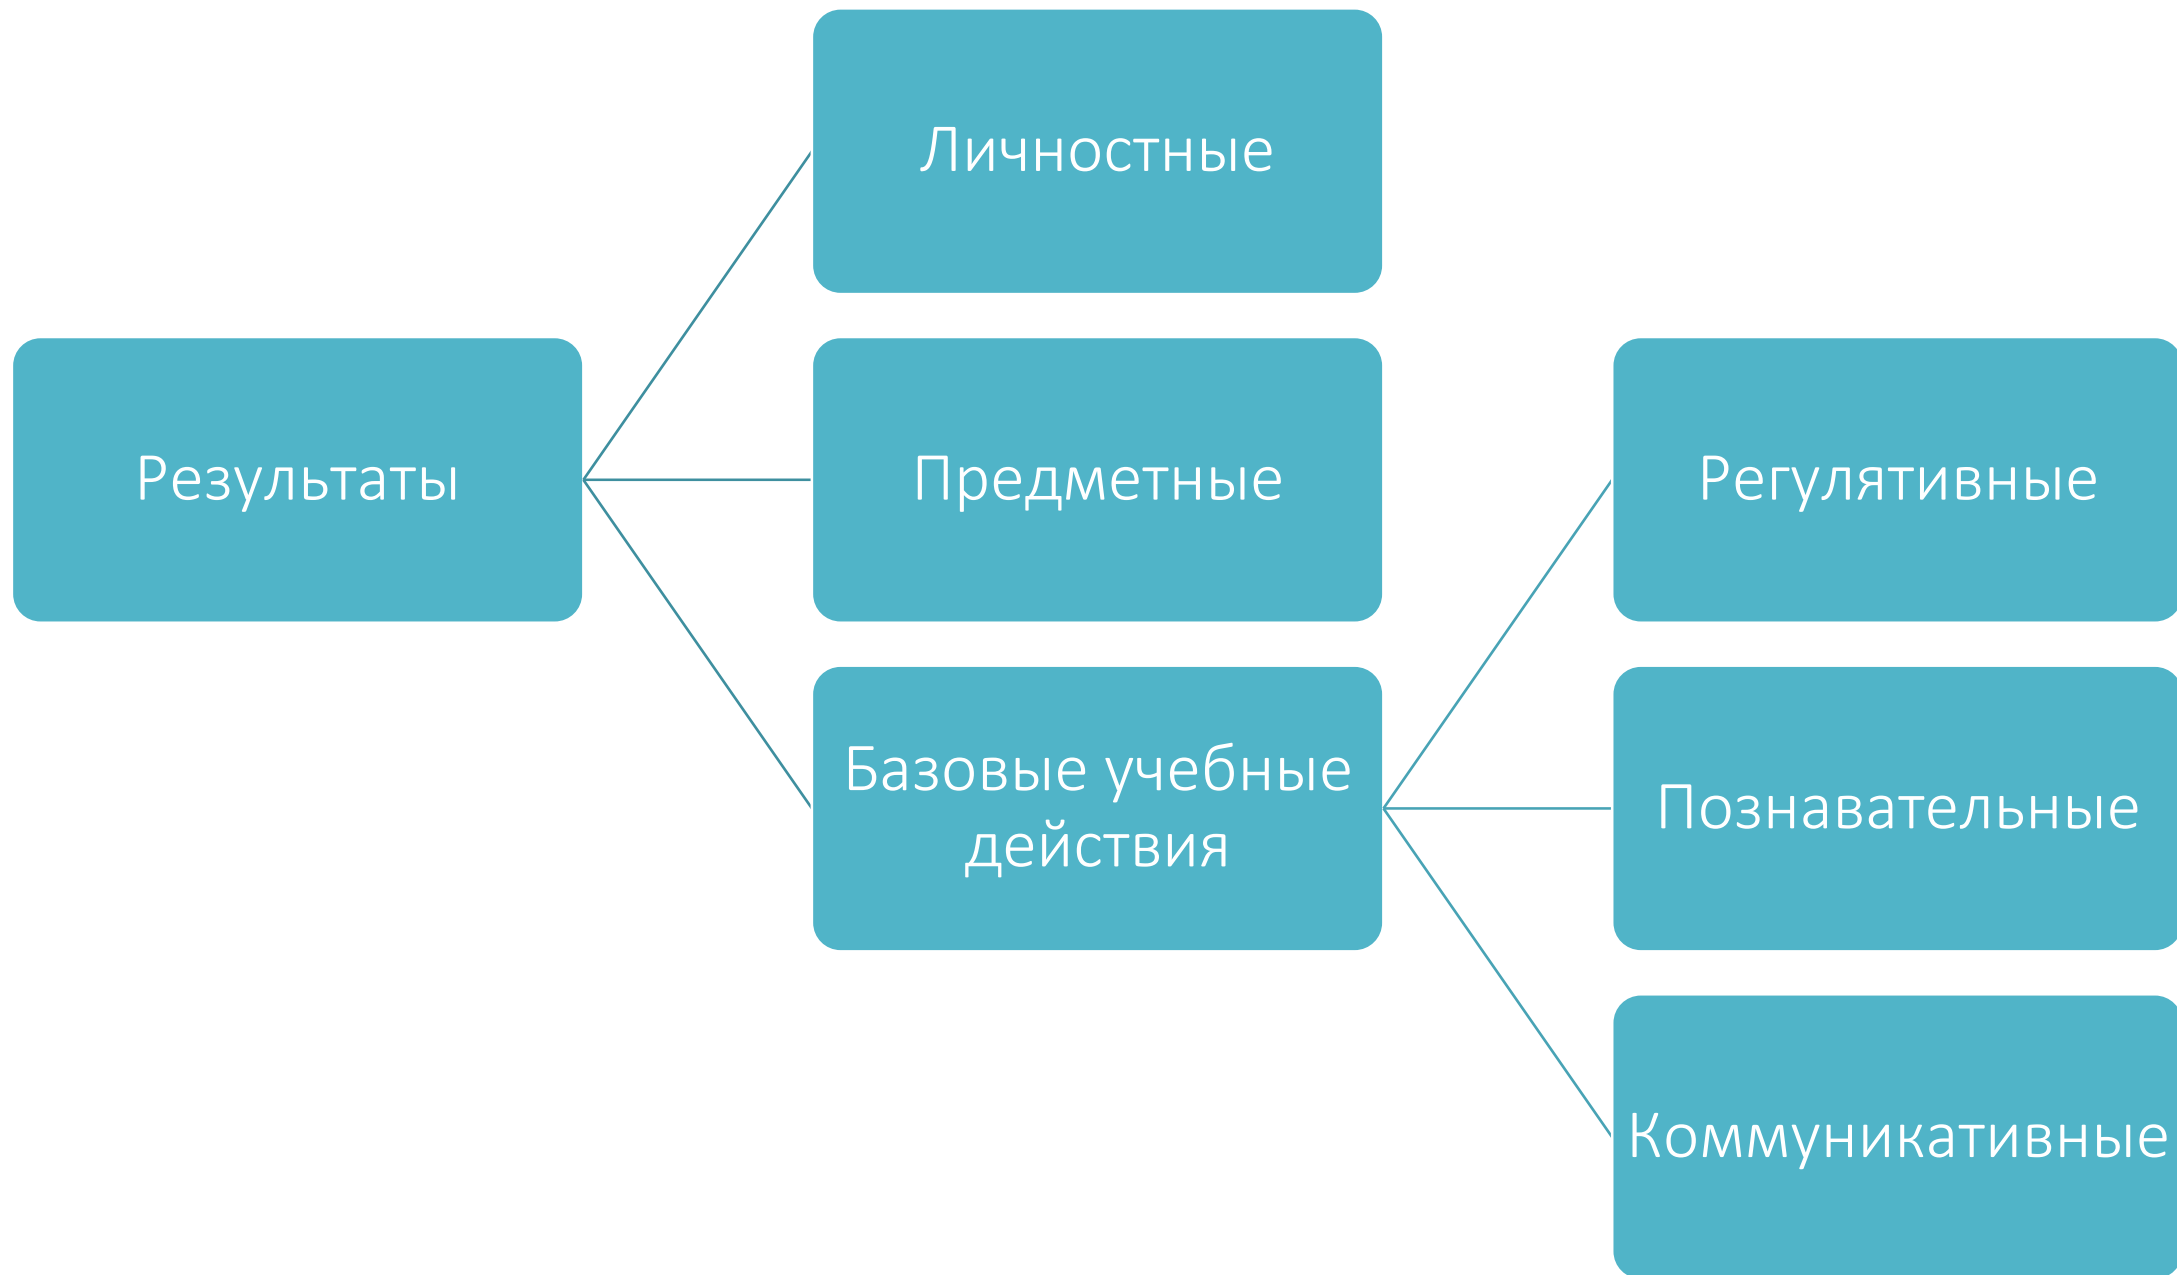 Результаты
Личностные
Предметные
Базовые учебные
действия
Регулятивные
Познавательные
Коммуникативные